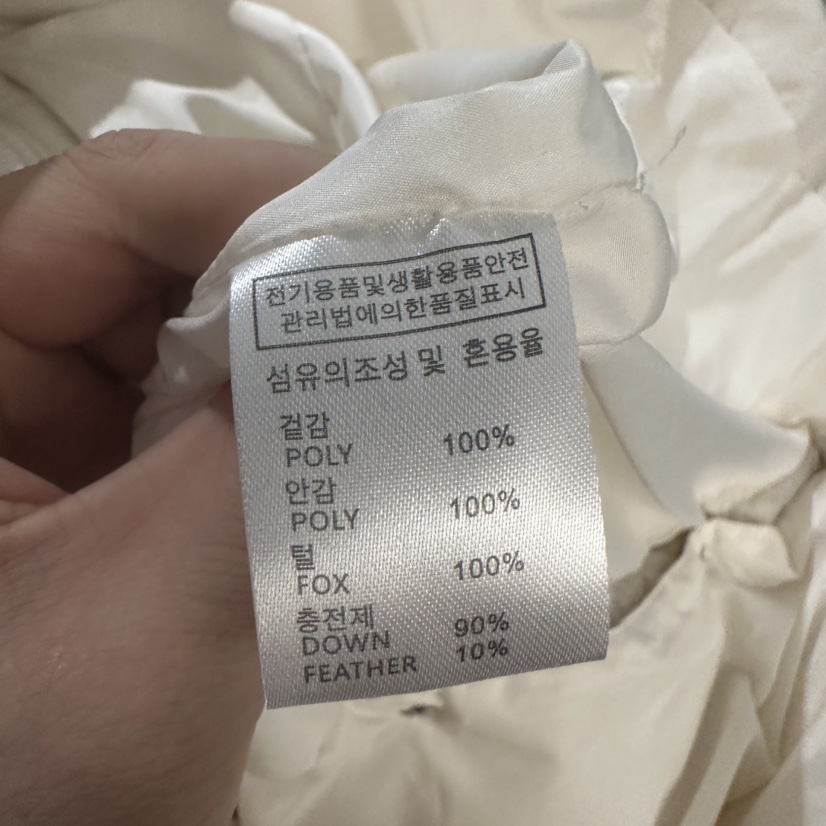 전기용품및생활용품안전
관리법에의한품질표시
섬유의조성 및 혼용율
겉감
POLY 100%
안감
POLY 100%
털
FOX 100%
충전제
DOWN 90%
FEATHER 10%